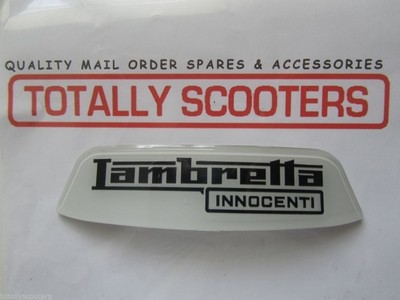 QUALITY MAIL ORDER SPARES & ACCESSORIES
TOTALLY SCOOTERS
Lambretta
INNOCENTI